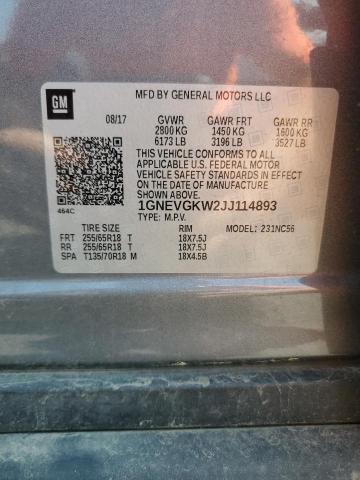 GM
MFD BY GENERAL MOTORS LLC
08/17 GVWR GAWR FRT GAWR RR
2800 KG 1450 KG 1600 KG
6173 LB 3196 LB 3527 LB
THIS VEHICLE CONFORMS TO ALL
APPLICABLE U.S. FEDERAL MOTOR
VEHICLE SAFETY AND THEFT PREVENTION
STANDARDS IN EFFECT ON THE DATE OF
MANUFACTURE SHOWN ABOVE.
1GNEVGKW2JJ114893
464C TYPE: M.P.V.
TIRE SIZE RIM MODEL: 231NC56
FRT 255/65R18 T 18X7.5J
RR 255/65R18 T 18X7.5J
SPA T135/70R18 M 18X4.5B